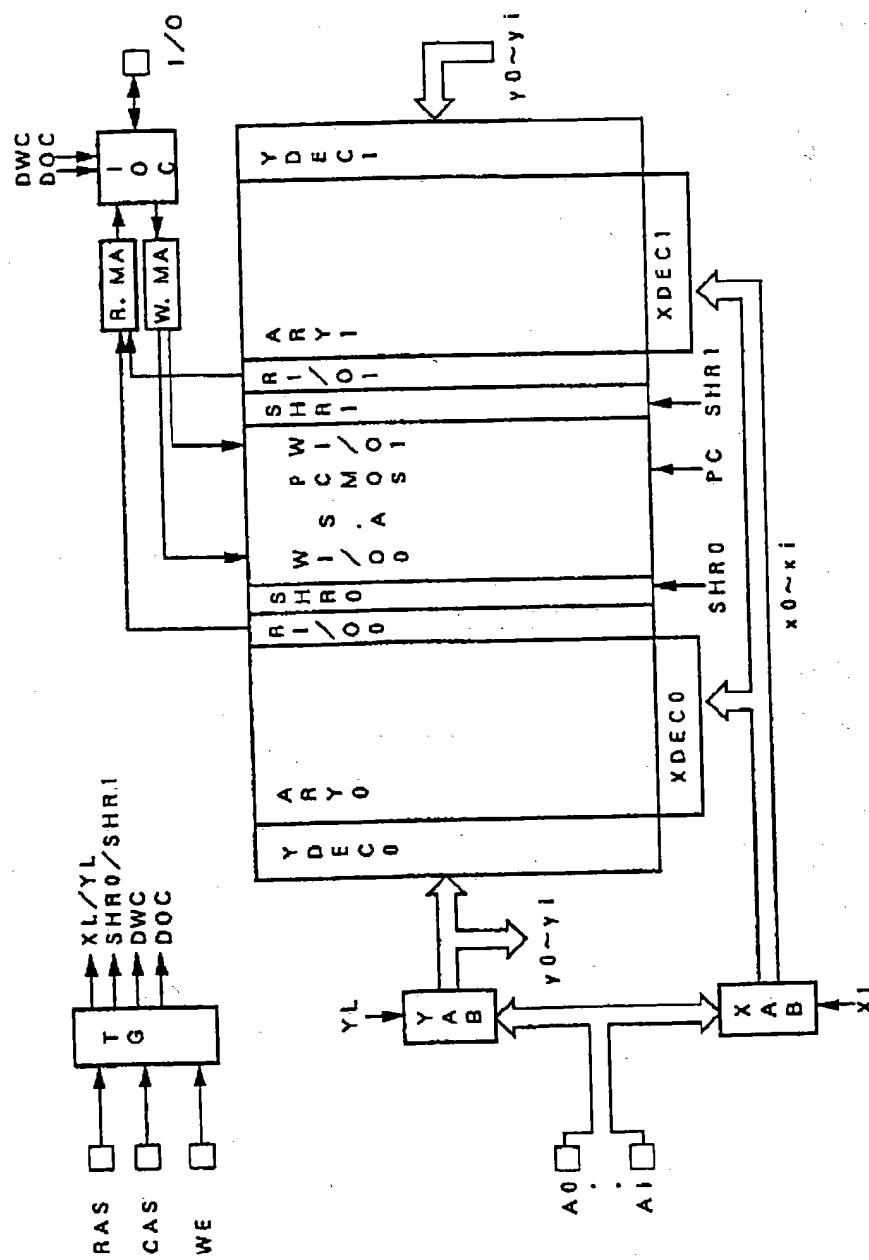 RAS
CAS
WE
TG
XL/YL
SHR0/SHR1
DWC
DOC
DWC
DOC
IOC
I/O
R. MA
W. MA
YDEC0
ARY0
RI/O0
SHR0
WI/O0
S.A
PCMOS
PWI/O1
SHR1
RI/O1
ARY1
YDEC1
XDEC0
XDEC1
SHR0
PC
SHR1
y0~yi
y0~yi
x0~xi
YL
YAB
XAB
XL
A0
.
.
Ai